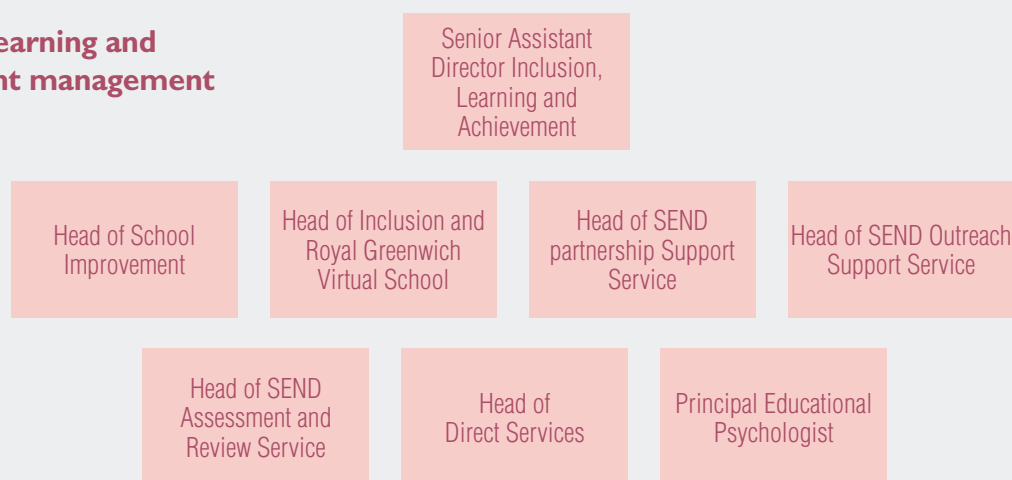 earning and
nt management
Senior Assistant
Director Inclusion,
Learning and
Achievement
Head of School
Improvement
Head of Inclusion and
Royal Greenwich
Virtual School
Head of SEND
partnership Support
Service
Head of SEND Outreach
Support Service
Head of SEND
Assessment and
Review Service
Head of
Direct Services
Principal Educational
Psychologist